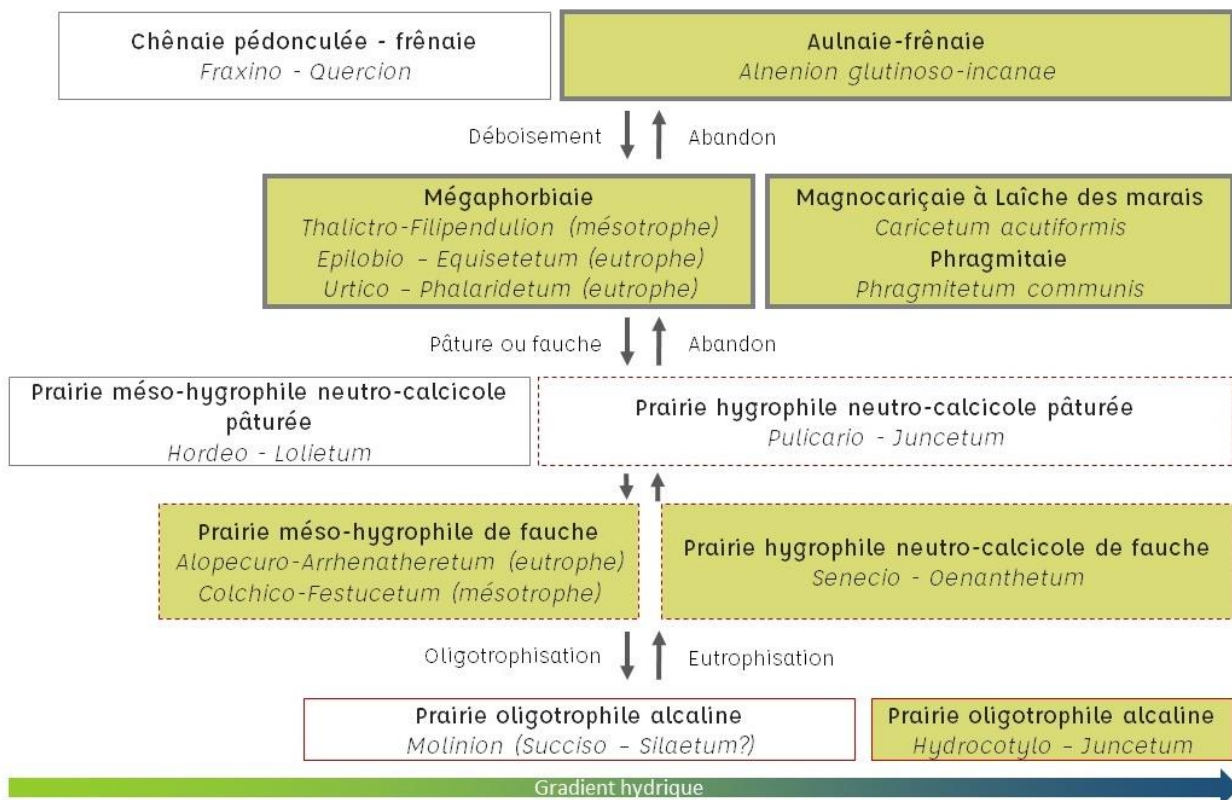 Chênaie pédonculée - frênaie
Fraxino - Quercion
Aulnaie-frênaie
Alnenion glutinoso-incanae
Déboisement
Abandon
Mégaphorbiaie
Thalictro-Filipendulion (mésotrophe)
Epilobio – Equisetetum (eutrophe)
Urtico – Phalaridetum (eutrophe)
Magnocariçaie à Laîche des marais
Caricetum acutiformis
Phragmitaie
Phragmitetum communis
Pâture ou fauche
Abandon
Prairie méso-hygrophile neutro-calcicole
pâturée
Hordeo - Lolietum
Prairie hygrophile neutro-calcicole pâturée
Pulicario - Juncetum
Prairie méso-hygrophile de fauche
Alopecuro-Arrhenatheretum (eutrophe)
Colchico-Festucetum (mésotrophe)
Prairie hygrophile neutro-calcicole de fauche
Senecio - Oenanthetum
Oligotrophisation
Eutrophisation
Prairie oligotrophile alcaline
Molinion (Succiso – Silaetum?)
Prairie oligotrophile alcaline
Hydrocotylo – Juncetum
Gradient hydrique